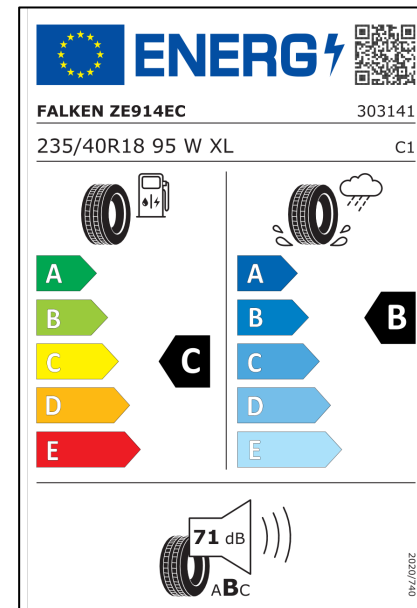 ENERG
FALKEN ZE914EC 303141
235/40R18 95 W XL C1
A A
B B B
C C C
D D
E E
71 dB
ABC
2020/740